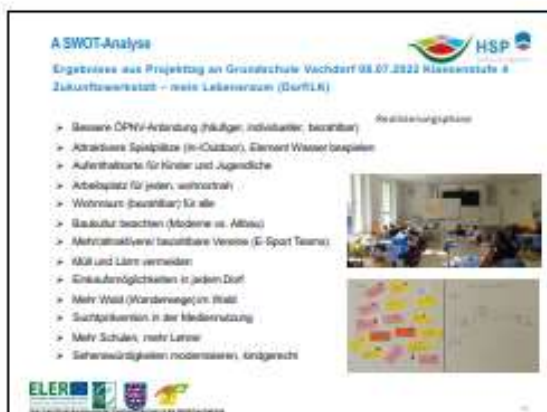 A SWOT-Analyse
HSP
Ergebnisse aus Projekttag an Grundschule Vachdorf 08.07.2022 Klassenstufe 4
Zukunftswerkstatt – mein Lebensraum (Dorf/LK)
Realisierungsphase
➢ Bessere ÖPNV-Anbindung (häufiger, individueller, bezahlbar)
➢ Attraktivere Spielplätze (In-/Outdoor), Element Wasser bespielen
➢ Aufenthaltsorte für Kinder und Jugendliche
➢ Arbeitsplatz für jeden, wohnortnah
➢ Wohnraum (bezahlbar) für alle
➢ Baukultur beachten (Moderne vs. Altbau)
➢ Mehr/attraktivere/ bezahlbare Vereine (E-Sport Teams)
➢ Müll und Lärm vermeiden
➢ Einkaufsmöglichkeiten in jedem Dorf
➢ Mehr Wald (Wanderwege) im Wald
➢ Suchtprävention in der Mediennutzung
➢ Mehr Schulen, mehr Lehrer
➢ Sehenswürdigkeiten modernisieren, kindgerecht
ELER